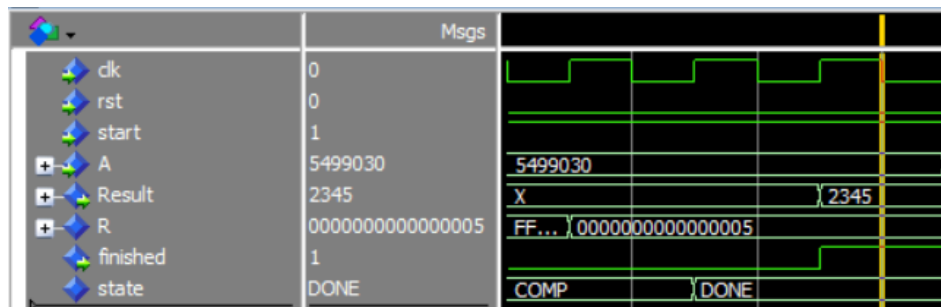 Msgs
clk 0
rst 0
start 1
A 5499030 5499030
Result 2345 X 2345
R 0000000000000005 FF... 0000000000000005
finished 1
state DONE COMP DONE